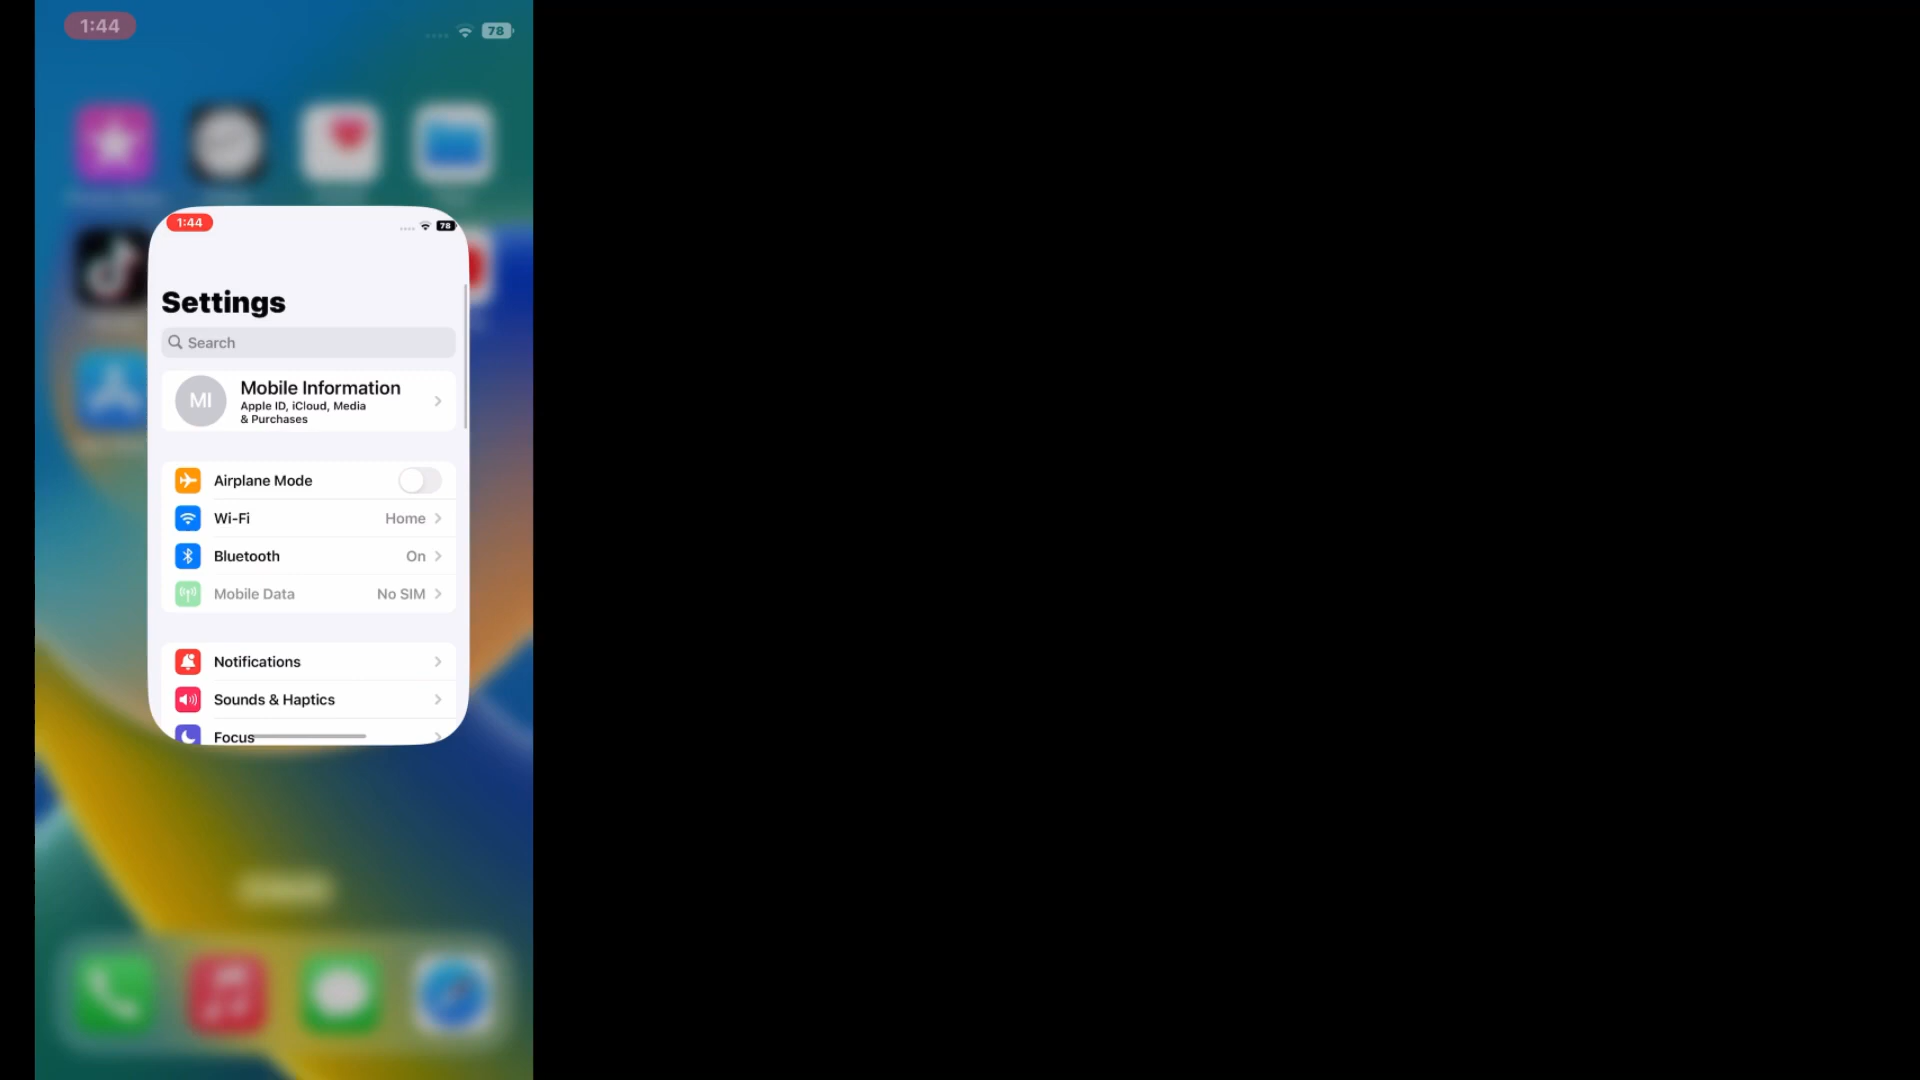 1:44
78
1:44
78
Settings
Search
MI
Mobile Information
Apple ID, iCloud, Media
& Purchases
Airplane Mode
Wi-Fi
Home
Bluetooth
On
Mobile Data
No SIM
Notifications
Sounds & Haptics
Focus